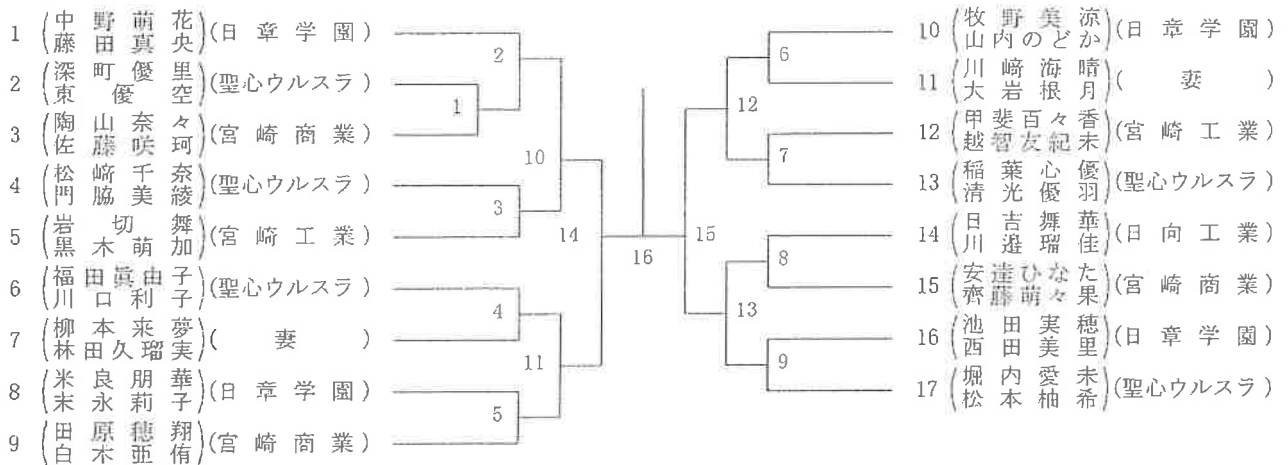 1 (中野萌花 (日章学園)
藤田真央)
2 (深町優里 (聖心ウルスラ)
東優空)
3 (陶山奈々 (宮崎商業)
佐藤咲珂)
4 (松﨑千奈 (聖心ウルスラ)
門脇美綾)
5 (岩切舞 (宮崎工業)
黒木萌加)
6 (福田眞由子 (聖心ウルスラ)
川口利子)
7 (柳本来夢 (妻)
林田久瑠実)
8 (米良朋華 (日章学園)
末永莉子)
9 (田原穂翔 (宮崎商業)
白木亜侑)
2
1
10
3
14
4
11
5
16
15
6
12
7
8
13
9
10 (牧野美涼 (日章学園)
山内のどか)
11 (川﨑海晴 (妻)
大岩根月)
12 (甲斐百々香 (宮崎工業)
越智友紀未)
13 (稲葉心優 (聖心ウルスラ)
清光優羽)
14 (日吉舞華 (日向工業)
川邉瑠佳)
15 (安達ひなた (宮崎商業)
齊藤萌々果)
16 (池田実穂 (日章学園)
西田美里)
17 (堀内愛未 (聖心ウルスラ)
松本柚希)